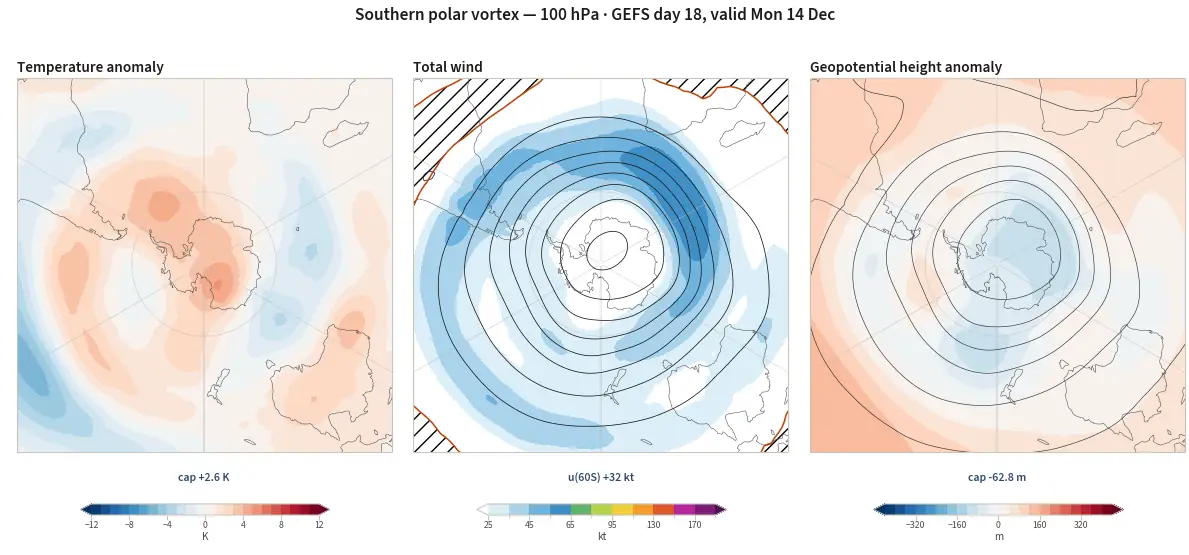 Southern polar vortex — 100 hPa · GEFS day 18, valid Mon 14 Dec
Temperature anomaly
Total wind
Geopotential height anomaly
cap +2.6 K
u(60S) +32 kt
cap -62.8 m
−12 −8 −4 0 4 8 12
K
25 45 65 95 130 170
kt
−320 −160 0 160 320
m